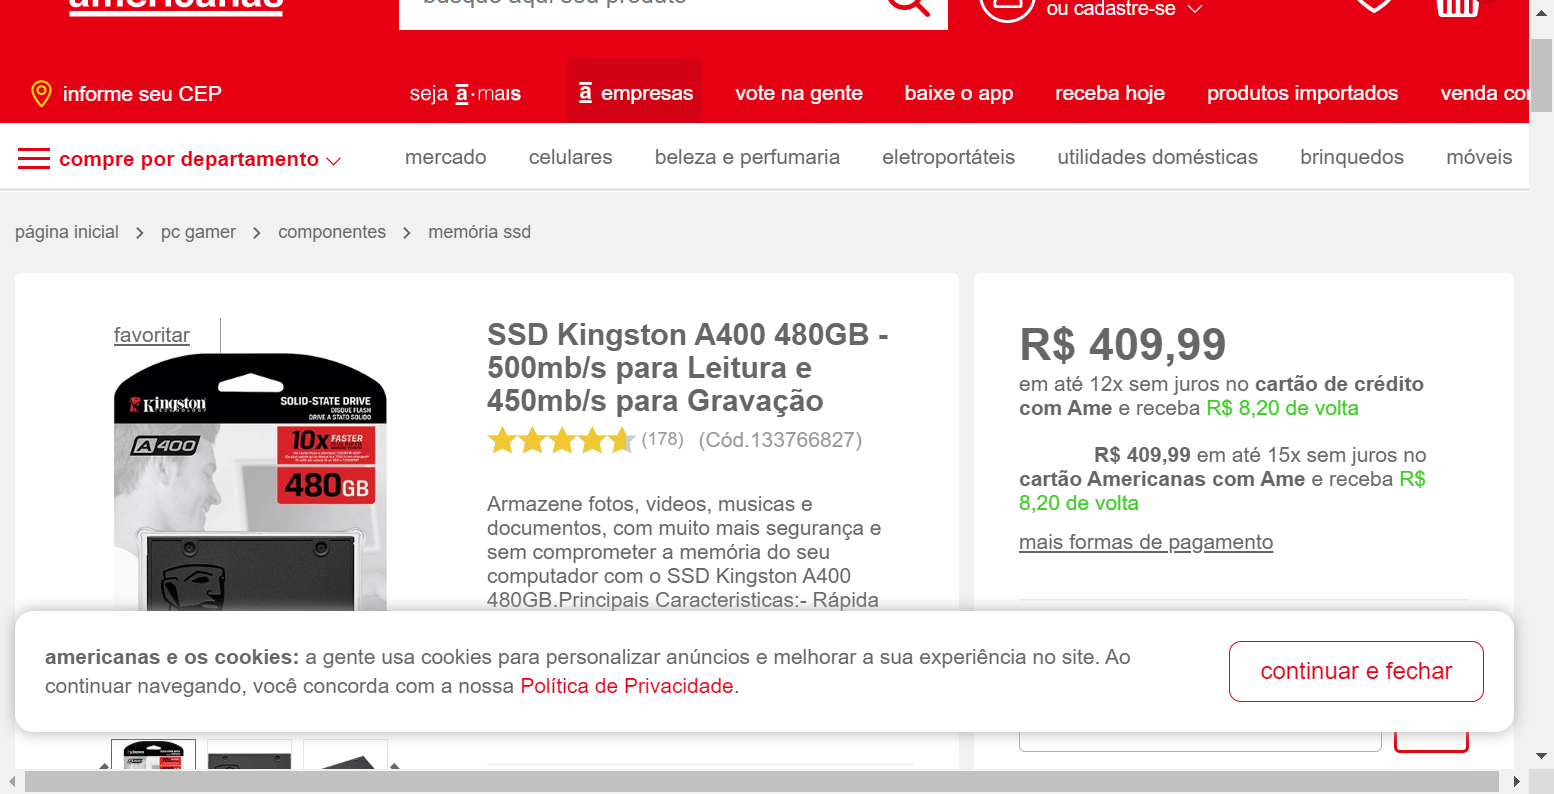 americanas
busque aqui seu produto
ou cadastre-se
informe seu CEP
seja a·mais
a empresas
vote na gente
baixe o app
receba hoje
produtos importados
venda co
compre por departamento
mercado
celulares
beleza e perfumaria
eletroportáteis
utilidades domésticas
brinquedos
móveis
página inicial
pc gamer
componentes
memória ssd
favoritar
Kingston
TECHNOLOGY
SOLID-STATE DRIVE
DISQUE FLASH
DRIVE A STATO SOLIDO
A400
10x FASTER
480GB
SSD Kingston A400 480GB -
500mb/s para Leitura e
450mb/s para Gravação
(178) (Cód.133766827)
Armazene fotos, videos, musicas e
documentos, com muito mais segurança e
sem comprometer a memória do seu
computador com o SSD Kingston A400
480GB.Principais Caracteristicas:- Rápida
R$ 409,99
em até 12x sem juros no cartão de crédito
com Ame e receba R$ 8,20 de volta
R$ 409,99 em até 15x sem juros no
cartão Americanas com Ame e receba R$
8,20 de volta
mais formas de pagamento
americanas e os cookies: a gente usa cookies para personalizar anúncios e melhorar a sua experiência no site. Ao
continuar navegando, você concorda com a nossa Política de Privacidade.
continuar e fechar